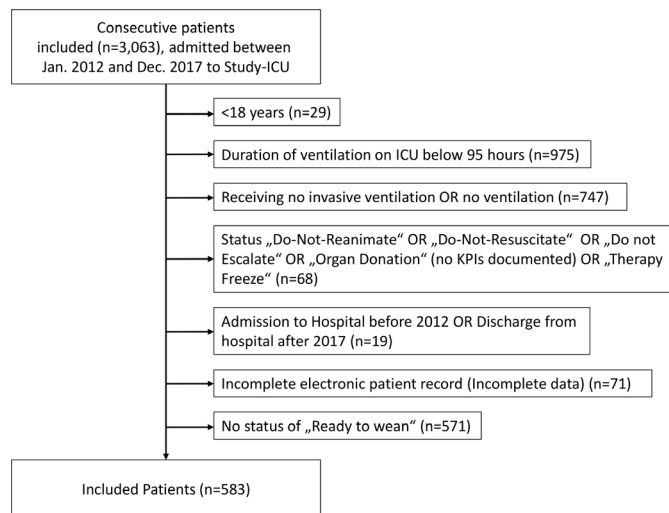 Consecutive patients
included (n=3,063), admitted between
Jan. 2012 and Dec. 2017 to Study-ICU
<18 years (n=29)
Duration of ventilation on ICU below 95 hours (n=975)
Receiving no invasive ventilation OR no ventilation (n=747)
Status „Do-Not-Reanimate“ OR „Do-Not-Resuscitate“ OR „Do not
Escalate“ OR „Organ Donation“ (no KPIs documented) OR „Therapy
Freeze“ (n=68)
Admission to Hospital before 2012 OR Discharge from
hospital after 2017 (n=19)
Incomplete electronic patient record (Incomplete data) (n=71)
No status of „Ready to wean“ (n=571)
Included Patients (n=583)